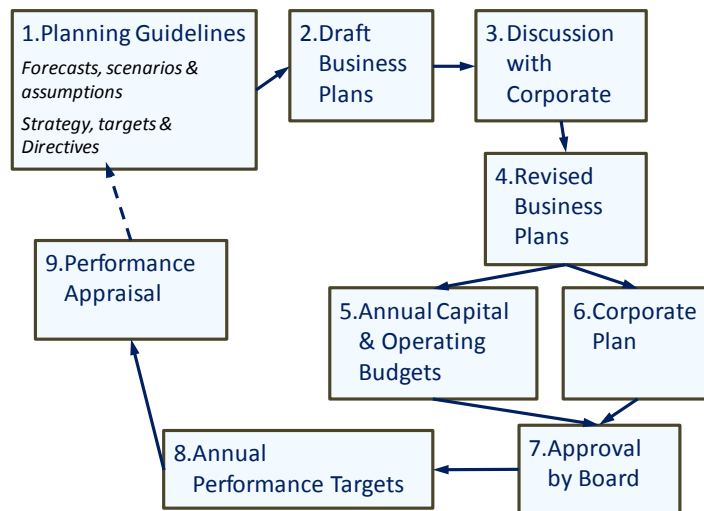 1.Planning Guidelines
Forecasts, scenarios &
assumptions
Strategy, targets &
Directives
2.Draft
Business
Plans
3.Discussion
with
Corporate
4.Revised
Business
Plans
5.Annual Capital
& Operating
Budgets
6.Corporate
Plan
7.Approval
by Board
8.Annual
Performance Targets
9.Performance
Appraisal